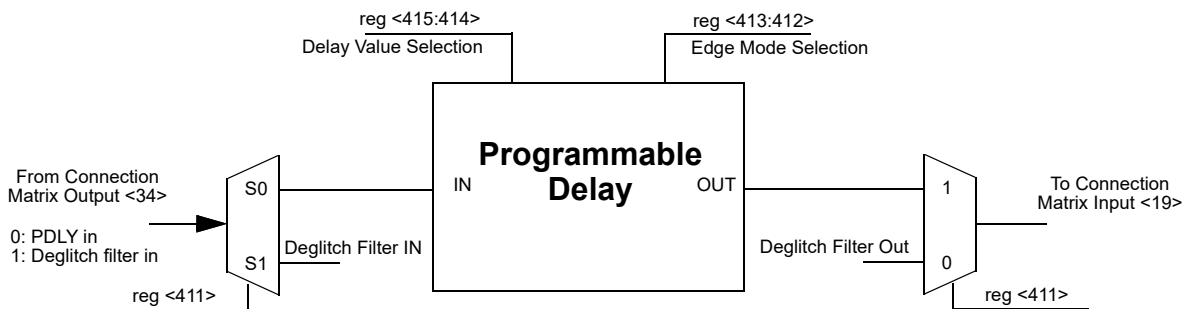 reg <415:414>
Delay Value Selection
reg <413:412>
Edge Mode Selection
Programmable
Delay
IN
OUT
From Connection
Matrix Output <34>
0: PDLY in
1: Deglitch filter in
S0
S1
Deglitch Filter IN
reg <411>
Deglitch Filter Out
1
0
To Connection
Matrix Input <19>
reg <411>